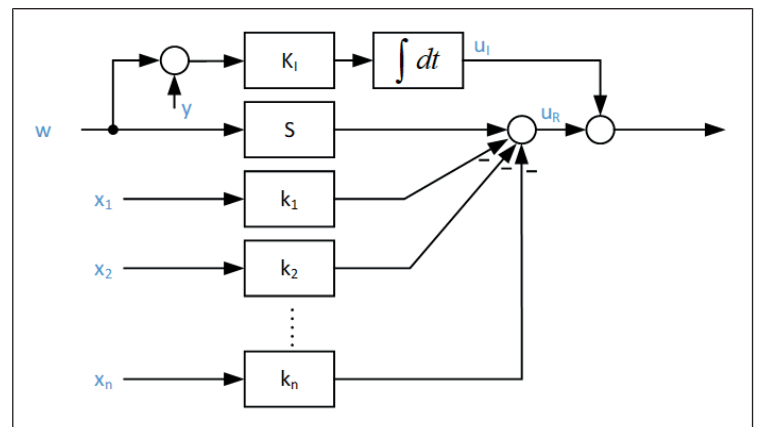 K_I
∫ dt
u_I
y
w
S
u_R
x_1
k_1
x_2
k_2
x_n
k_n